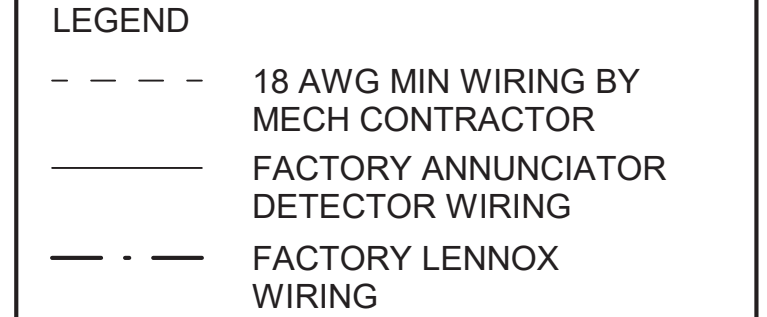 LEGEND
18 AWG MIN WIRING BY
MECH CONTRACTOR
FACTORY ANNUNCIATOR
DETECTOR WIRING
FACTORY LENNOX
WIRING